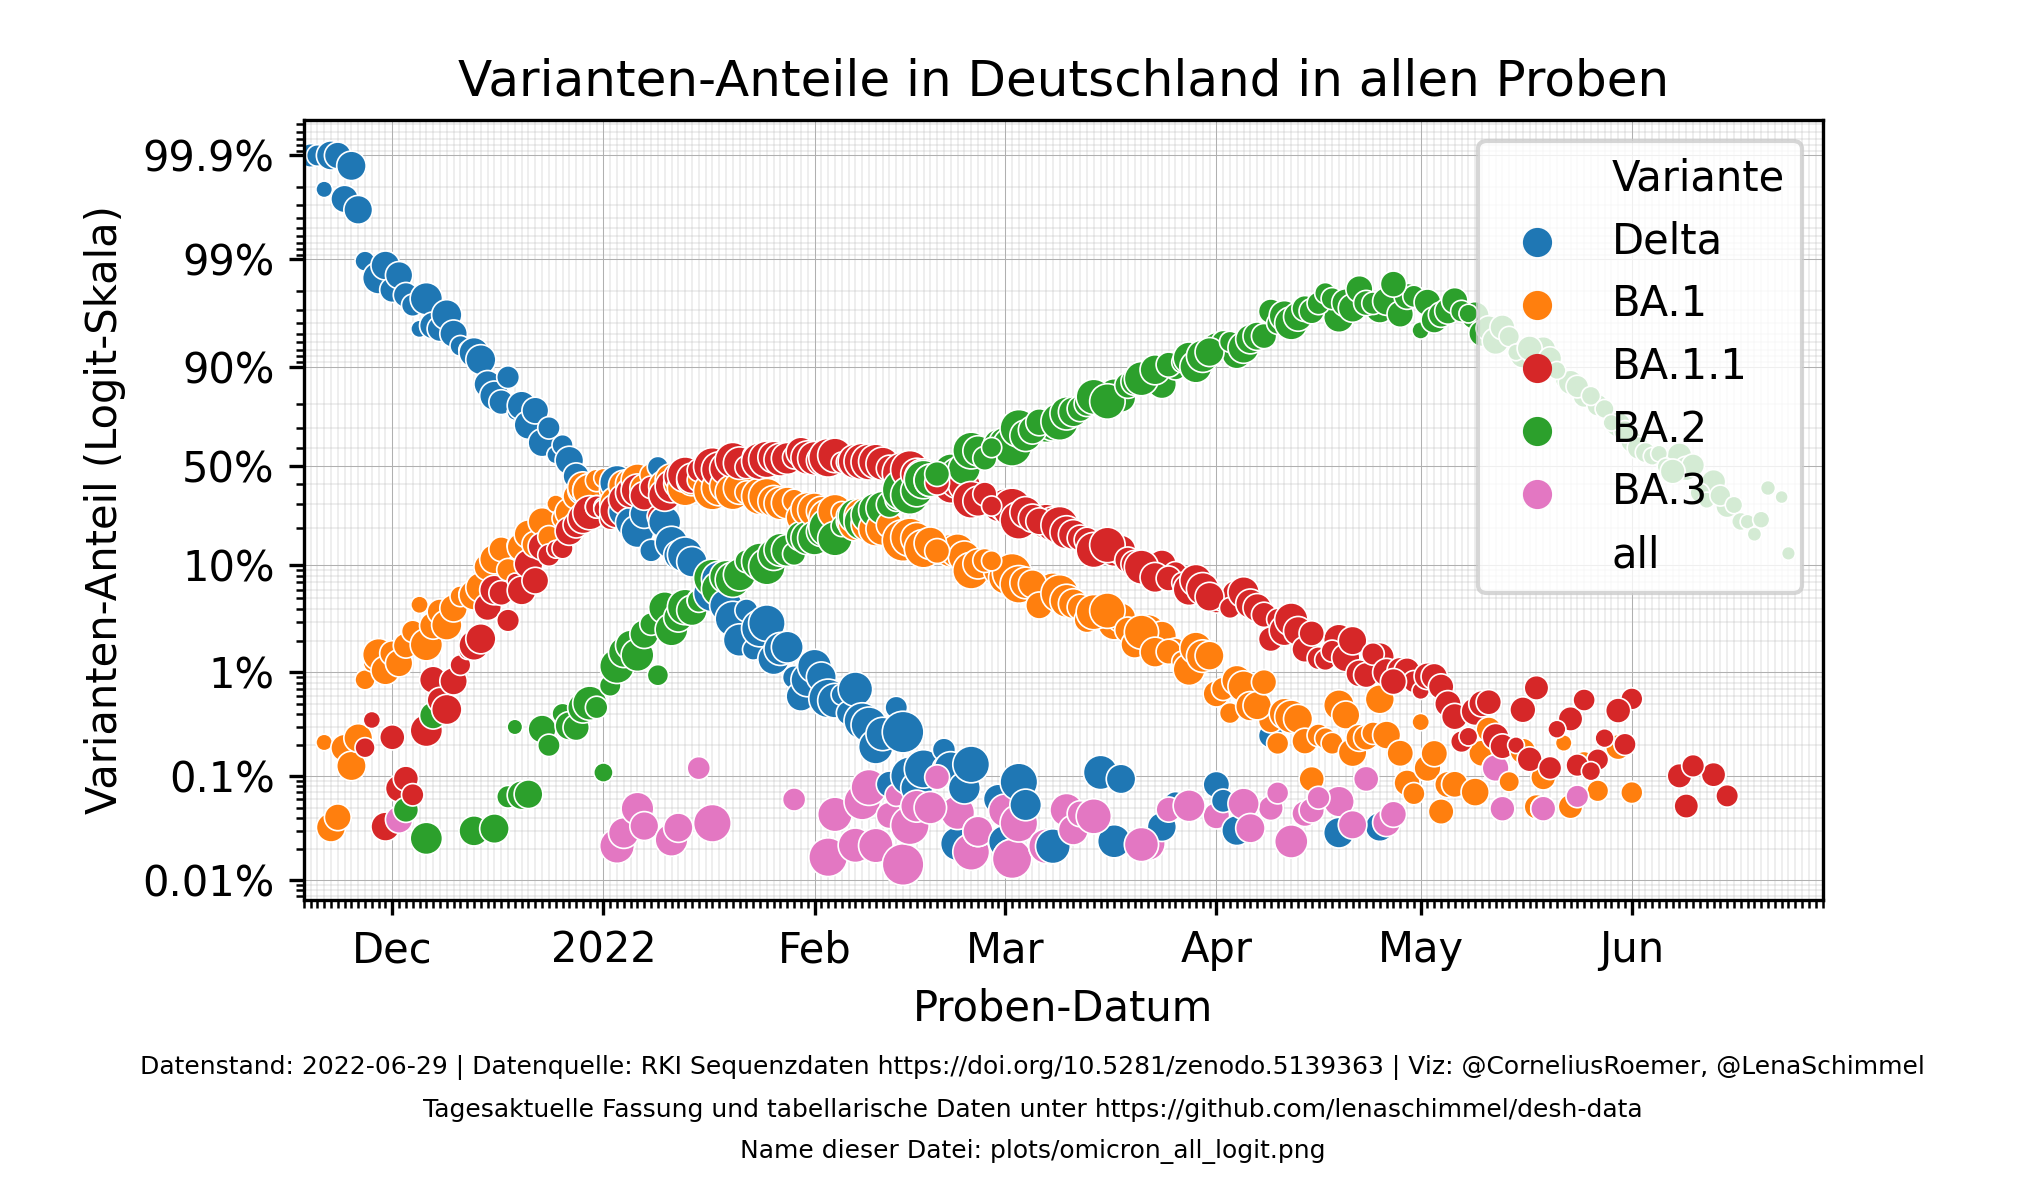 Varianten-Anteile in Deutschland in allen Proben
Varianten-Anteil (Logit-Skala)
99.9%
99%
90%
50%
10%
1%
0.1%
0.01%
Variante
Delta
BA.1
BA.1.1
BA.2
BA.3
all
Dec 2022 Feb Mar Apr May Jun
Proben-Datum
Datenstand: 2022-06-29 | Datenquelle: RKI Sequenzdaten https://doi.org/10.5281/zenodo.5139363 | Viz: @CorneliusRoemer, @LenaSchimmel
Tagesaktuelle Fassung und tabellarische Daten unter https://github.com/lenaschimmel/desh-data
Name dieser Datei: plots/omicron_all_logit.png